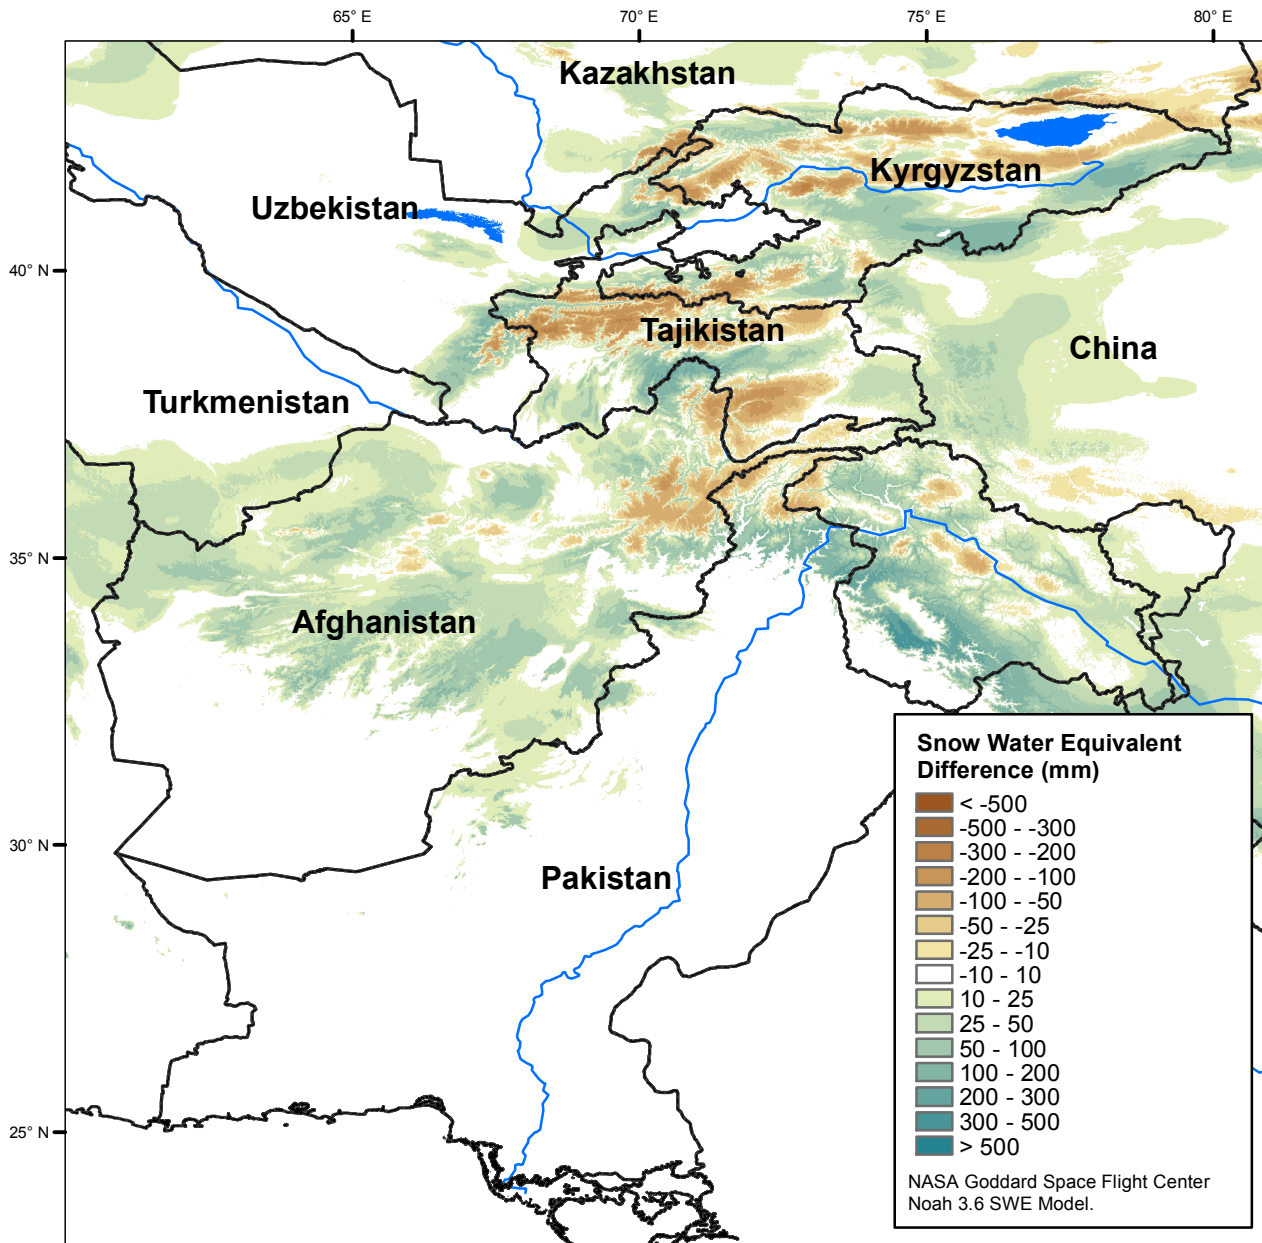 65° E
70° E
75° E
80° E
Kazakhstan
Kyrgyzstan
Uzbekistan
40° N
Tajikistan
China
Turkmenistan
35° N
Afghanistan
Snow Water Equivalent
Difference (mm)
< -500
-500 - -300
-300 - -200
-200 - -100
-100 - -50
-50 - -25
-25 - -10
-10 - 10
10 - 25
25 - 50
50 - 100
100 - 200
200 - 300
300 - 500
> 500
30° N
Pakistan
25° N
NASA Goddard Space Flight Center
Noah 3.6 SWE Model.